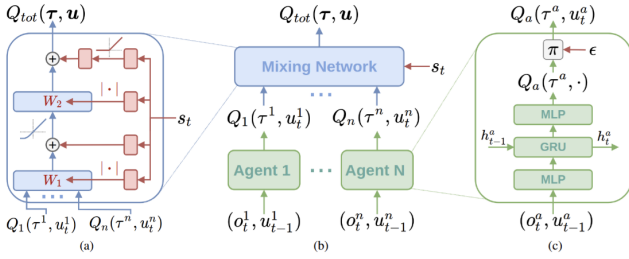 Q_{tot}(τ, u)
W_2
|·|
s_t
|·|
W_1
Q_1(τ^1, u_t^1)
Q_n(τ^n, u_t^n)
(a)
Q_{tot}(τ, u)
Mixing Network
s_t
Q_1(τ^1, u_t^1)
...
Q_n(τ^n, u_t^n)
Agent 1
...
Agent N
(o_t^1, u_{t-1}^1)
(o_t^n, u_{t-1}^n)
(b)
Q_a(τ^a, u_t^a)
π
ϵ
Q_a(τ^a, ·)
MLP
h_{t-1}^a
GRU
h_t^a
MLP
(o_t^a, u_{t-1}^a)
(c)